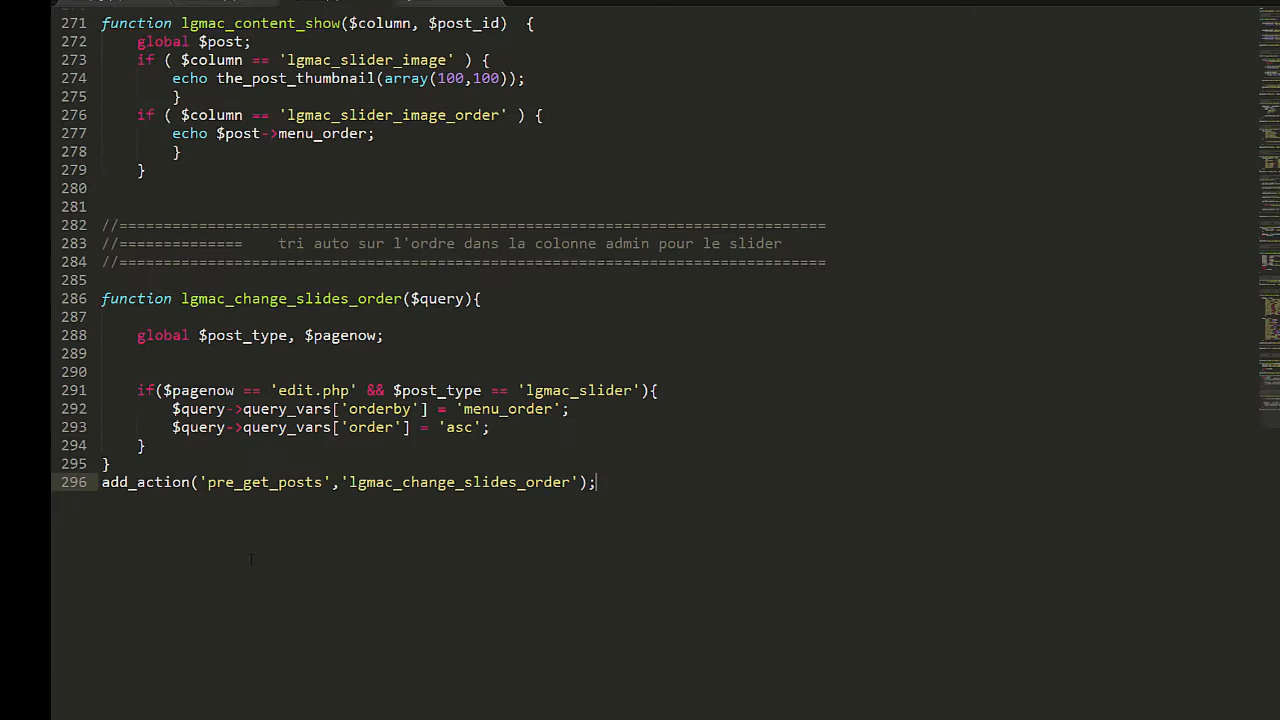 271 function lgmac_content_show($column, $post_id)  {
272     global $post;
273     if ( $column == 'lgmac_slider_image' ) {
274         echo the_post_thumbnail(array(100,100));
275         }
276     if ( $column == 'lgmac_slider_image_order' ) {
277         echo $post->menu_order;
278         }
279     }
280
281
282 //================================================================================
283 //==============    tri auto sur l'ordre dans la colonne admin pour le slider
284 //================================================================================
285
286 function lgmac_change_slides_order($query){
287
288     global $post_type, $pagenow;
289
290
291     if($pagenow == 'edit.php' && $post_type == 'lgmac_slider'){
292         $query->query_vars['orderby'] = 'menu_order';
293         $query->query_vars['order'] = 'asc';
294     }
295 }
296 add_action('pre_get_posts','lgmac_change_slides_order');